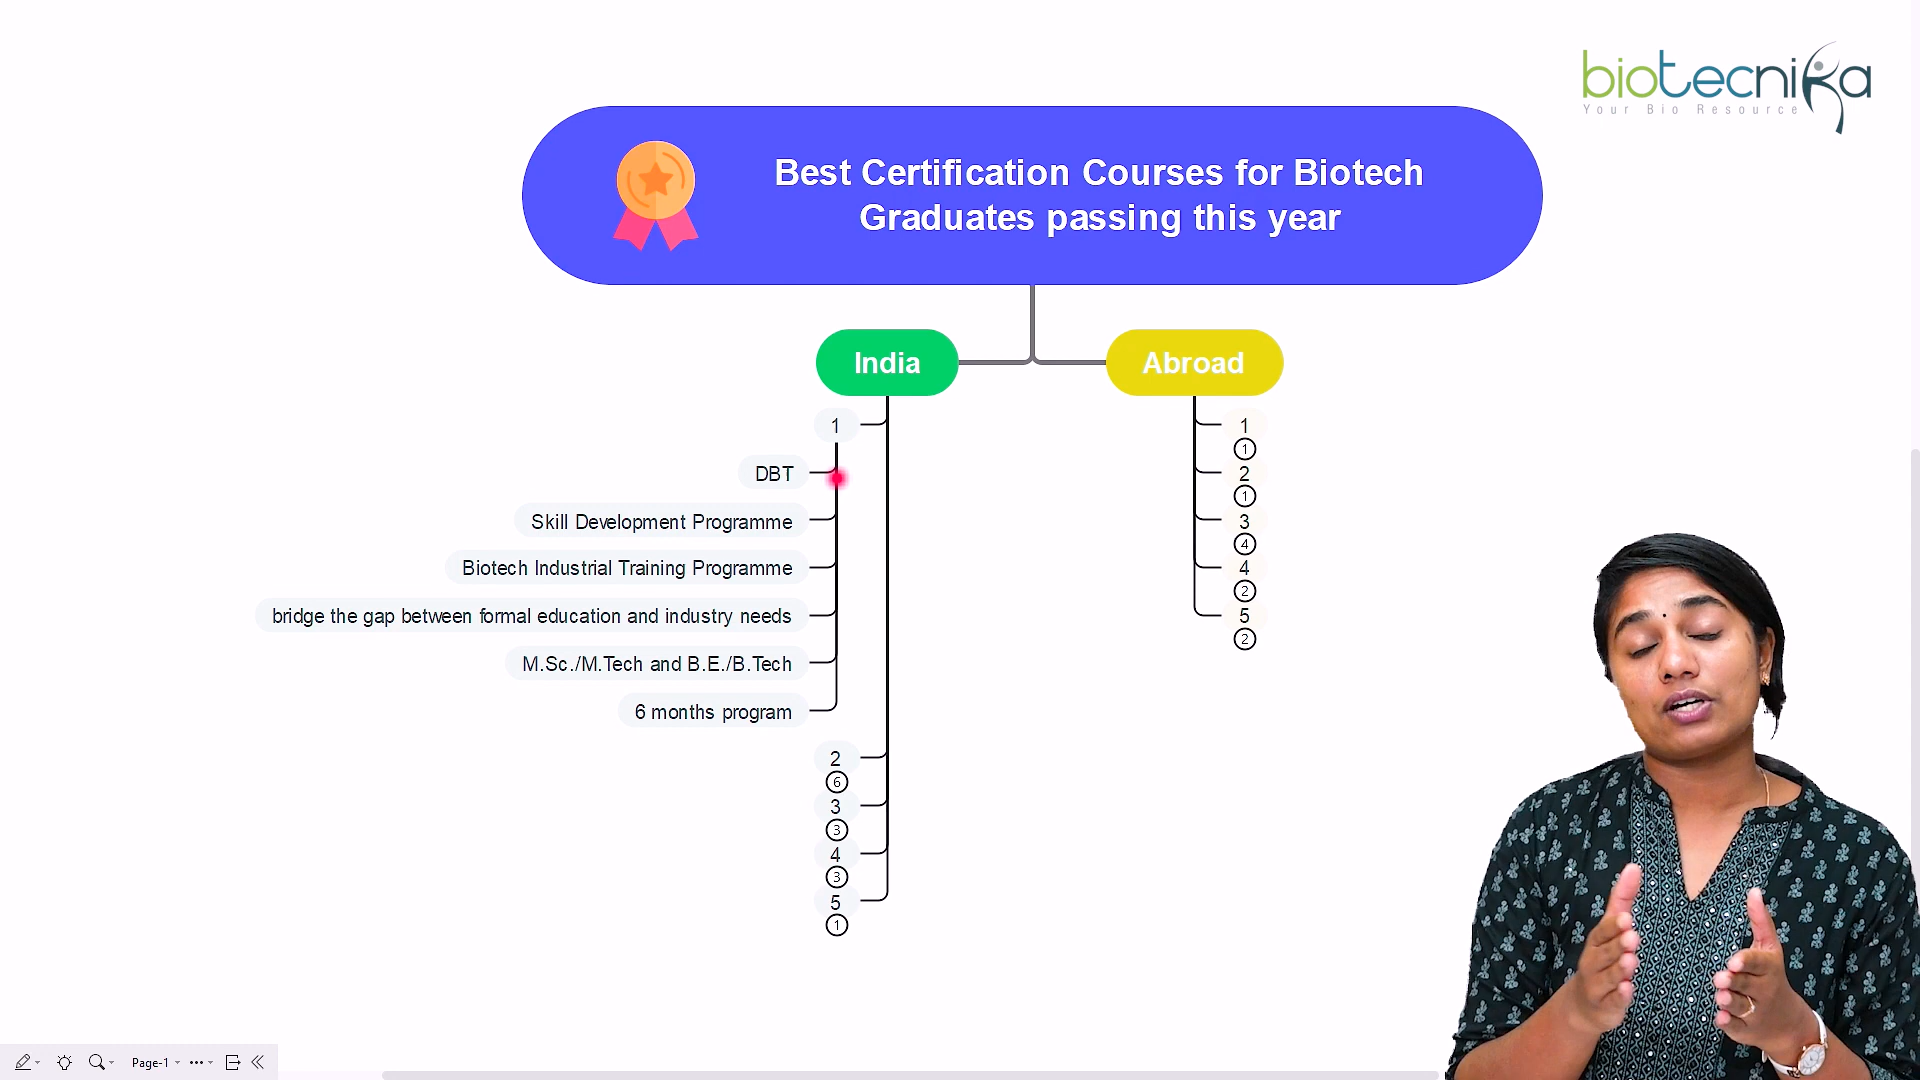 biotecnika
Your Bio Resource
Best Certification Courses for Biotech
Graduates passing this year
India
Abroad
1
DBT
Skill Development Programme
Biotech Industrial Training Programme
bridge the gap between formal education and industry needs
M.Sc./M.Tech and B.E./B.Tech
6 months program
2
6
3
3
4
3
5
1
1
1
2
1
3
4
4
2
5
2
Page-1